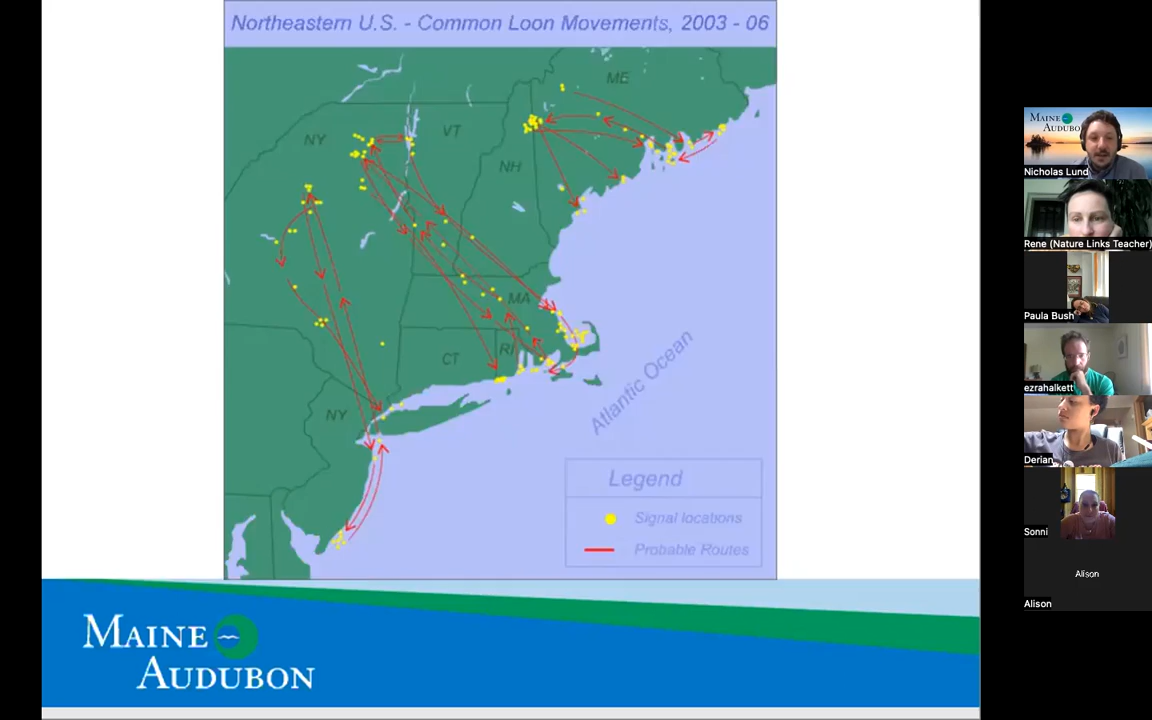 Northeastern U.S. - Common Loon Movements, 2003 - 06
ME
NY
VT
NH
MA
CT
RI
NY
Atlantic Ocean
Legend
Signal locations
Probable Routes
MAINE
AUDUBON
MAINE
AUDUBO
Nicholas Lund
Rene (Nature Links Teacher)
Paula Bush
ezrahalkett
Derian
Sonni
Alison
Alison